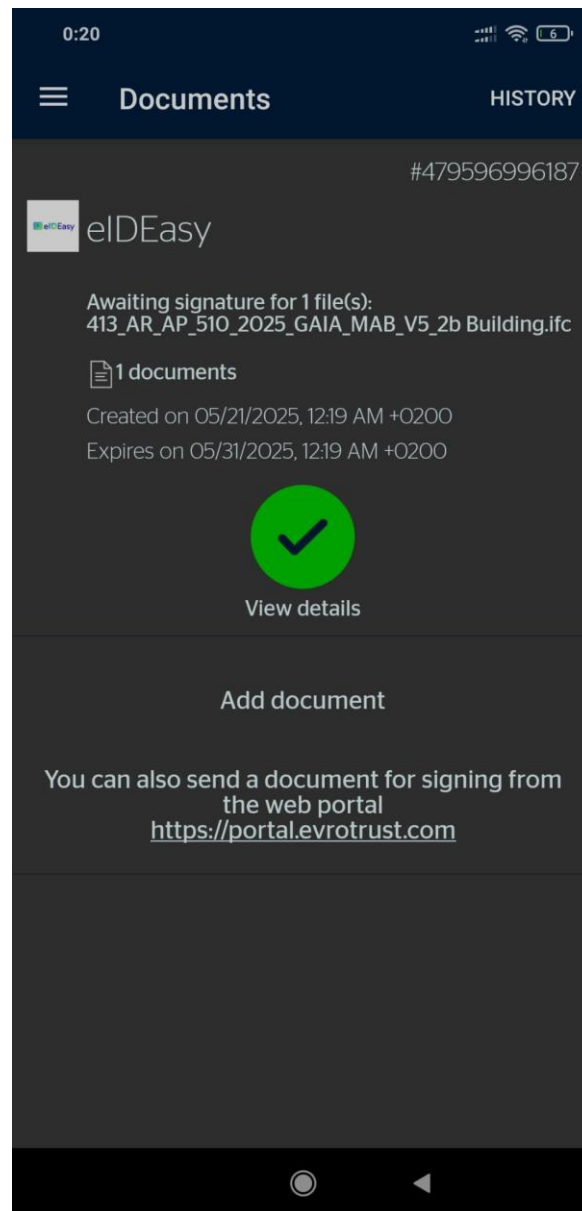 0:20
6
Documents
HISTORY
#479596996187
eIDEasy
eIDEasy
Awaiting signature for 1 file(s):
413_AR_AP_510_2025_GAIA_MAB_V5_2b Building.ifc
1 documents
Created on 05/21/2025, 12:19 AM +0200
Expires on 05/31/2025, 12:19 AM +0200
View details
Add document
You can also send a document for signing from
the web portal
https://portal.evrotrust.com